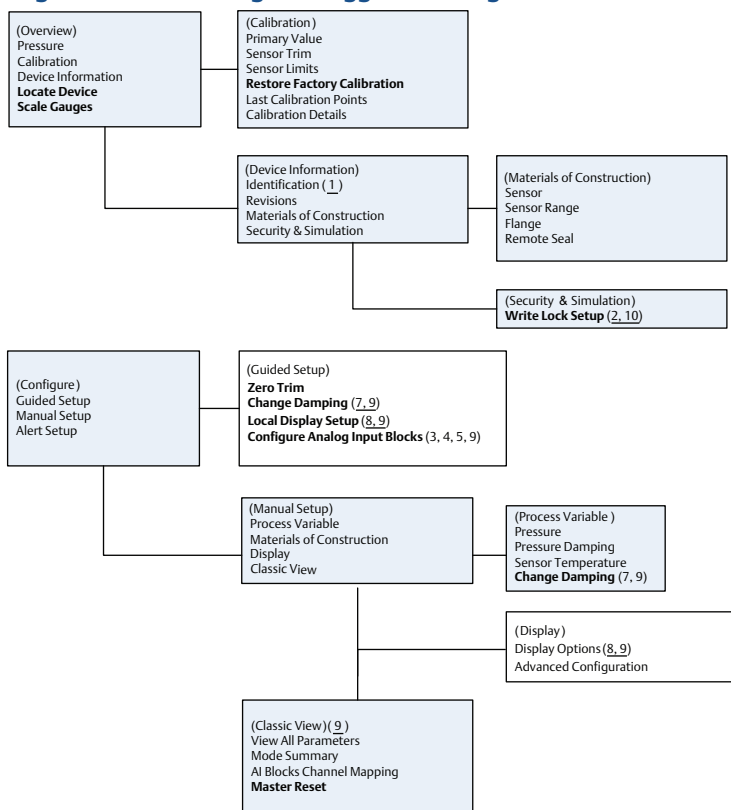 (Overview)
Pressure
Calibration
Device Information
Locate Device
Scale Gauges
(Calibration)
Primary Value
Sensor Trim
Sensor Limits
Restore Factory Calibration
Last Calibration Points
Calibration Details
(Device Information)
Identification (1)
Revisions
Materials of Construction
Security & Simulation
(Materials of Construction)
Sensor
Sensor Range
Flange
Remote Seal
(Security & Simulation)
Write Lock Setup (2, 10)
(Configure)
Guided Setup
Manual Setup
Alert Setup
(Guided Setup)
Zero Trim
Change Damping (7, 9)
Local Display Setup (8, 9)
Configure Analog Input Blocks (3, 4, 5, 9)
(Manual Setup)
Process Variable
Materials of Construction
Display
Classic View
(Process Variable )
Pressure
Pressure Damping
Sensor Temperature
Change Damping (7, 9)
(Display)
Display Options (8, 9)
Advanced Configuration
(Classic View) ( 9 )
View All Parameters
Mode Summary
AI Blocks Channel Mapping
Master Reset